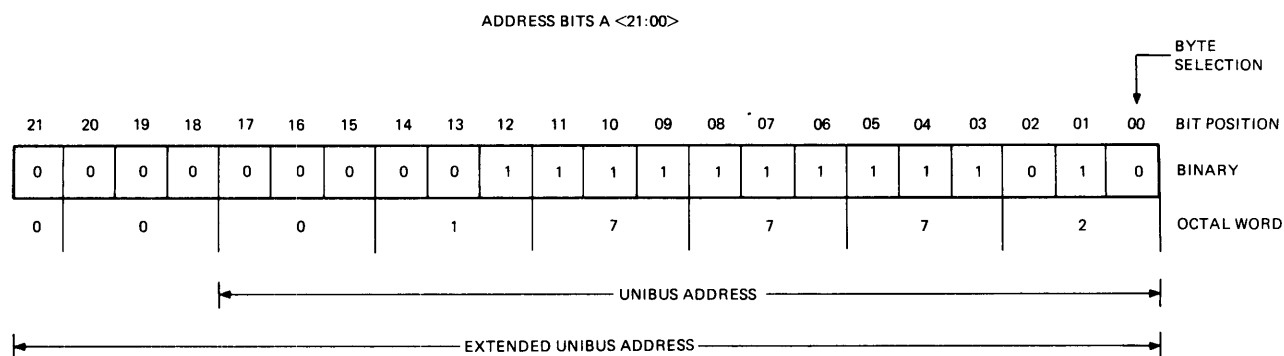 ADDRESS BITS A <21:00>
BYTE
SELECTION
21 20 19 18 17 16 15 14 13 12 11 10 09 08 07 06 05 04 03 02 01 00 BIT POSITION
0 0 0 0 0 0 0 0 0 1 1 1 1 1 1 1 1 1 1 0 1 0 BINARY
0 0 0 1 7 7 7 2 OCTAL WORD
UNIBUS ADDRESS
EXTENDED UNIBUS ADDRESS